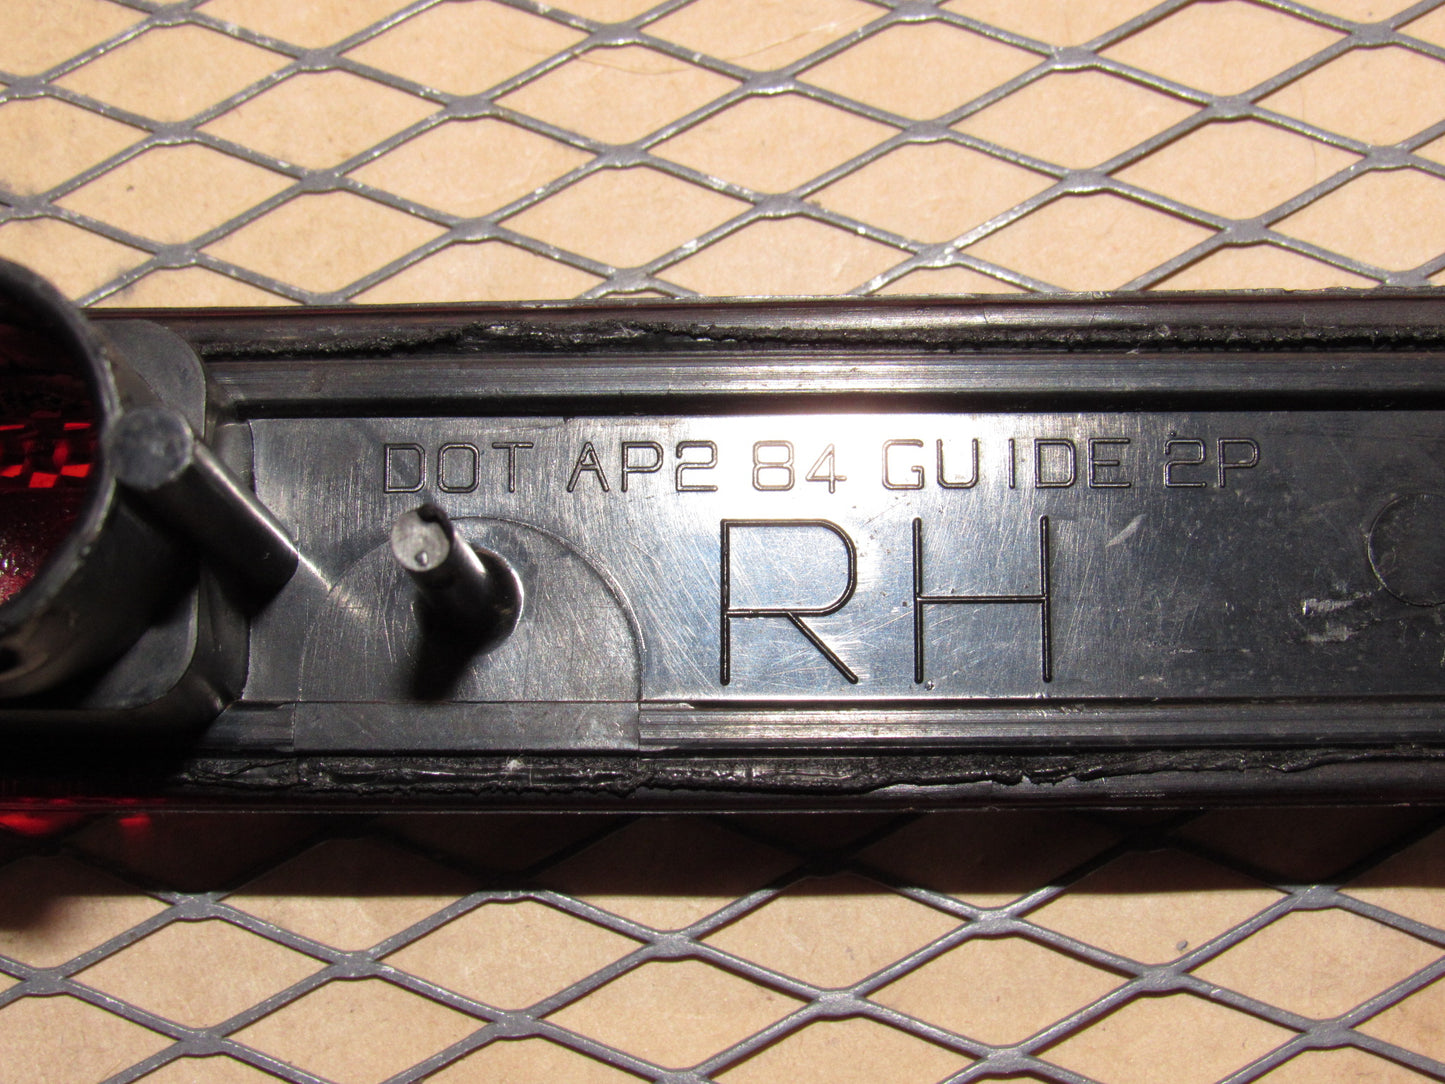 DOT AP2 84 GUIDE 2P
RH